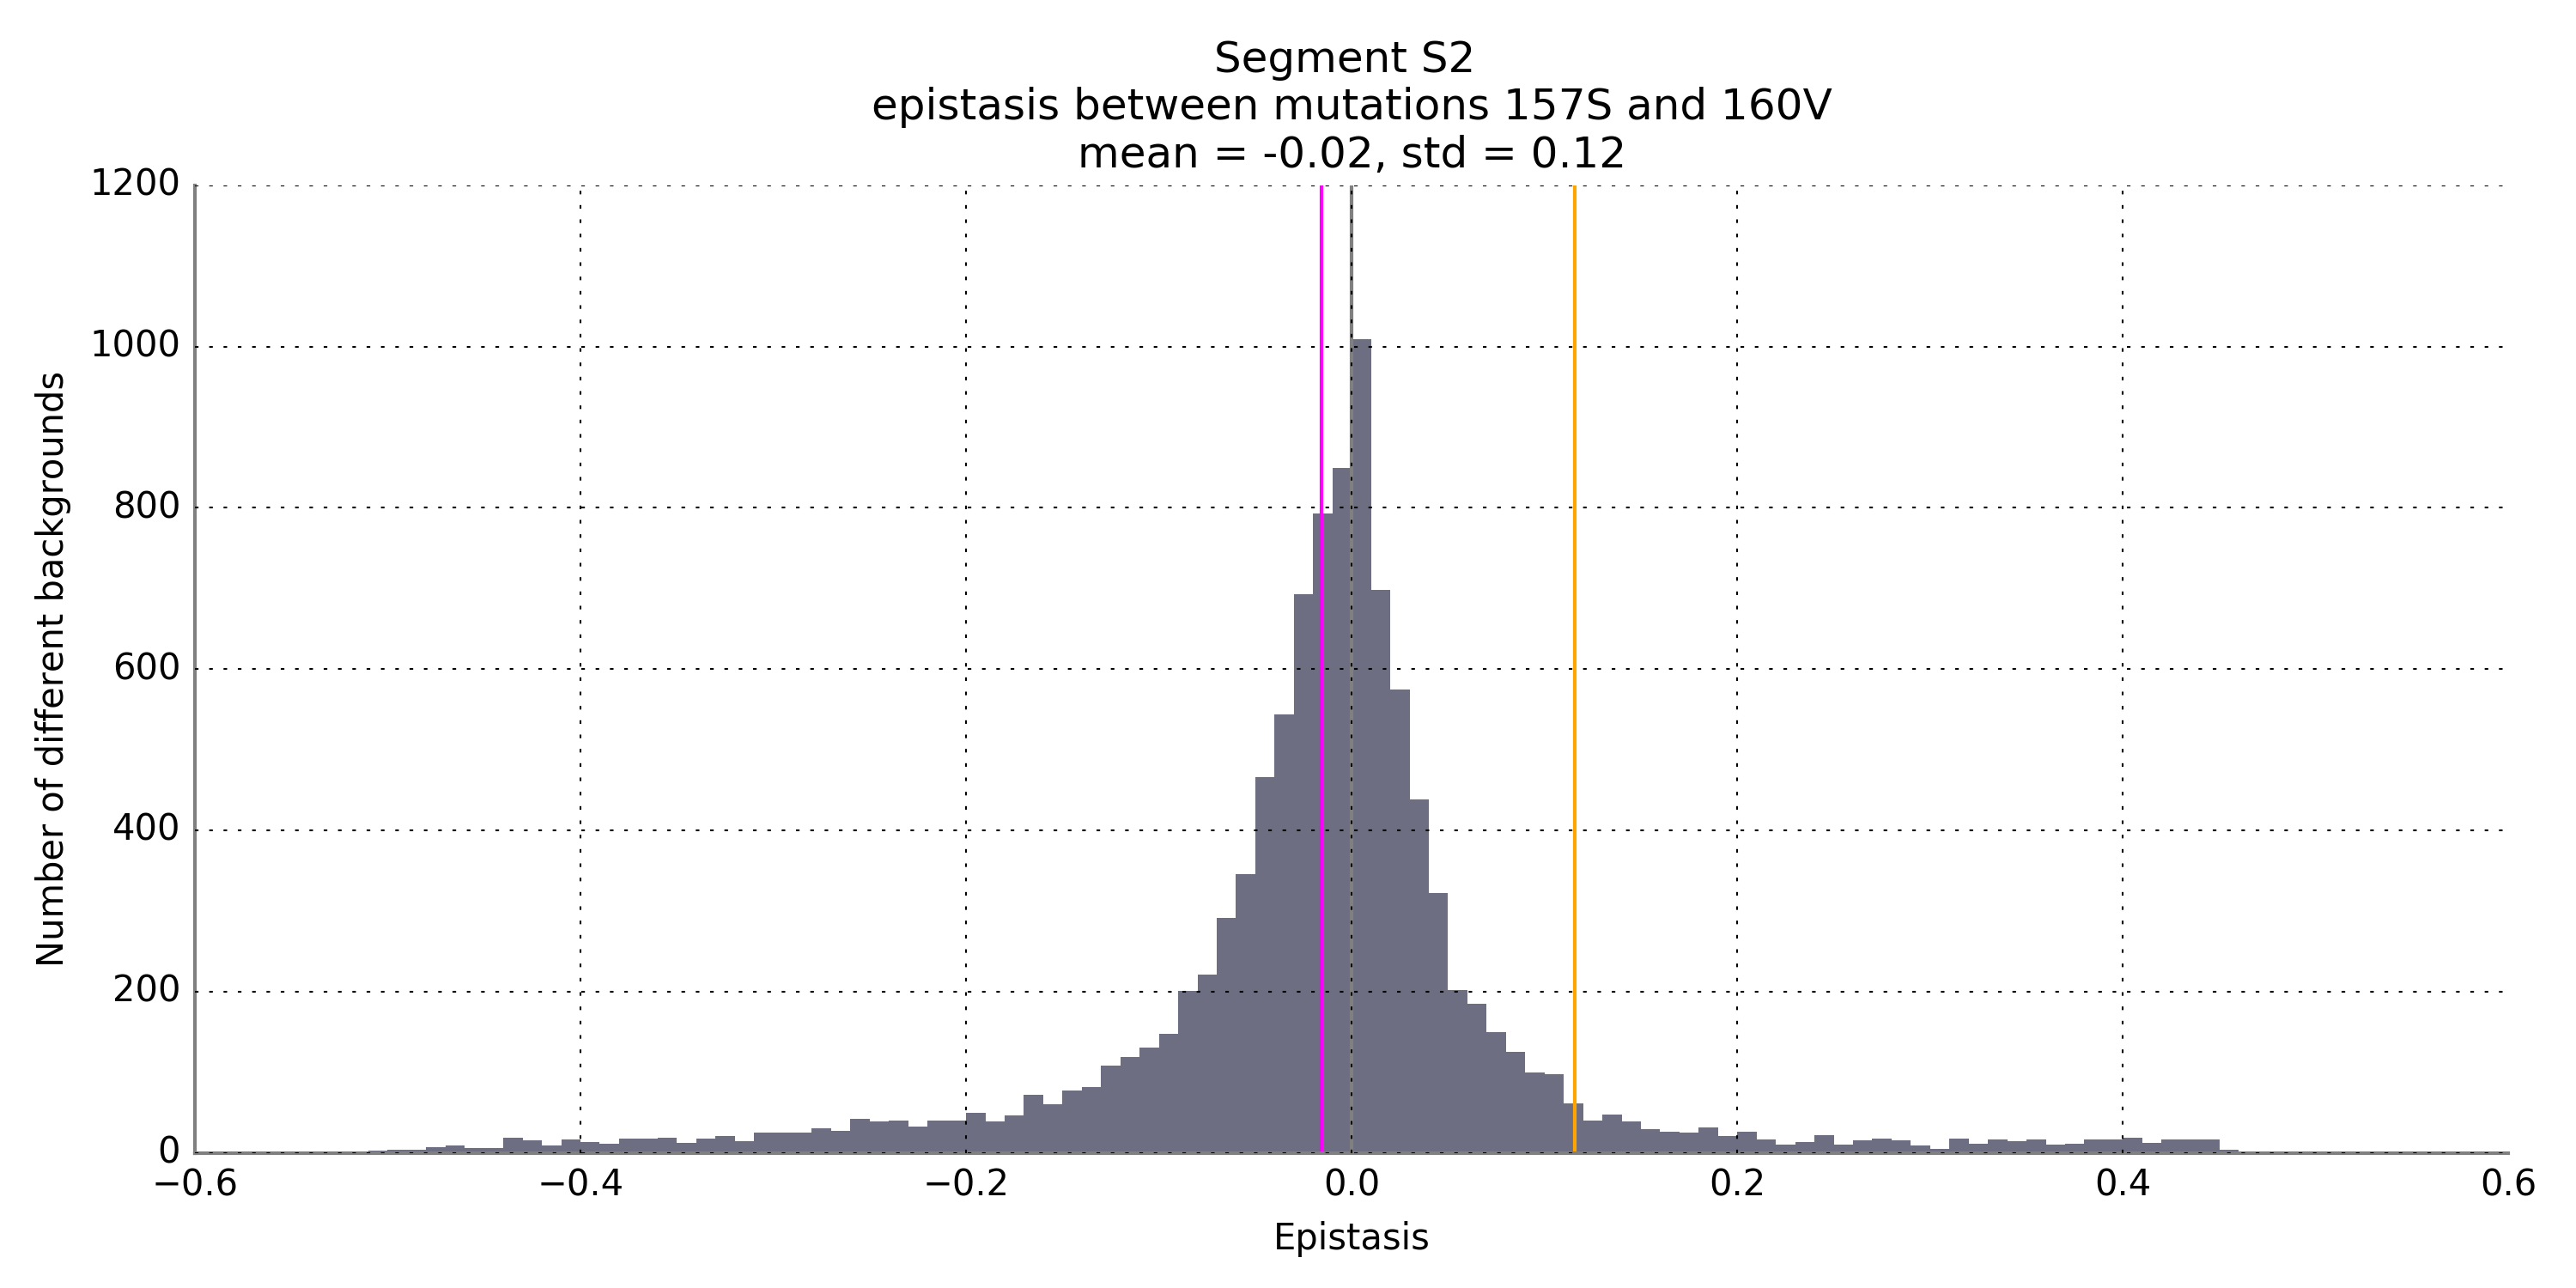 Segment S2
epistasis between mutations 157S and 160V
mean = -0.02, std = 0.12
1200
1000
800
600
400
200
0
Number of different backgrounds
−0.6
−0.4
−0.2
0.0
0.2
0.4
0.6
Epistasis